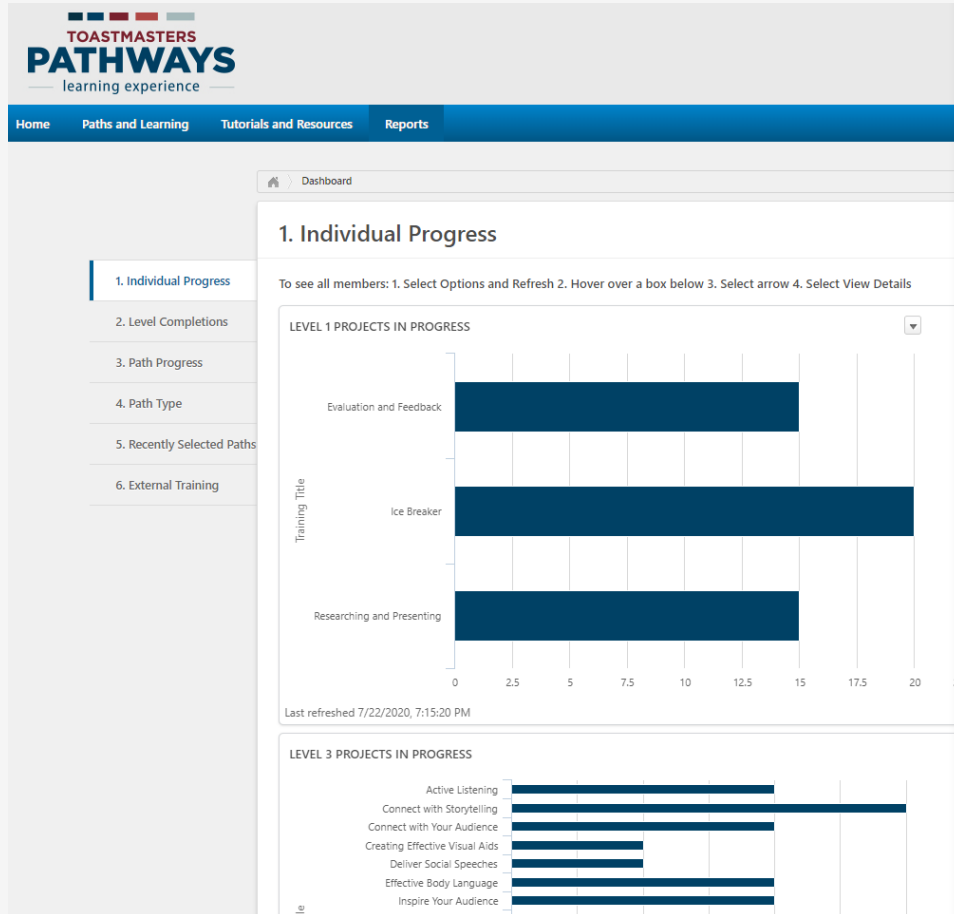 TOASTMASTERS
PATHWAYS
learning experience
Home Paths and Learning Tutorials and Resources Reports
Dashboard
1. Individual Progress
1. Individual Progress
2. Level Completions
3. Path Progress
4. Path Type
5. Recently Selected Paths
6. External Training
To see all members: 1. Select Options and Refresh 2. Hover over a box below 3. Select arrow 4. Select View Details
LEVEL 1 PROJECTS IN PROGRESS
Training Title
Evaluation and Feedback
Ice Breaker
Researching and Presenting
0 2.5 5 7.5 10 12.5 15 17.5 20
Last refreshed 7/22/2020, 7:15:20 PM
LEVEL 3 PROJECTS IN PROGRESS
Active Listening
Connect with Storytelling
Connect with Your Audience
Creating Effective Visual Aids
Deliver Social Speeches
Effective Body Language
Inspire Your Audience